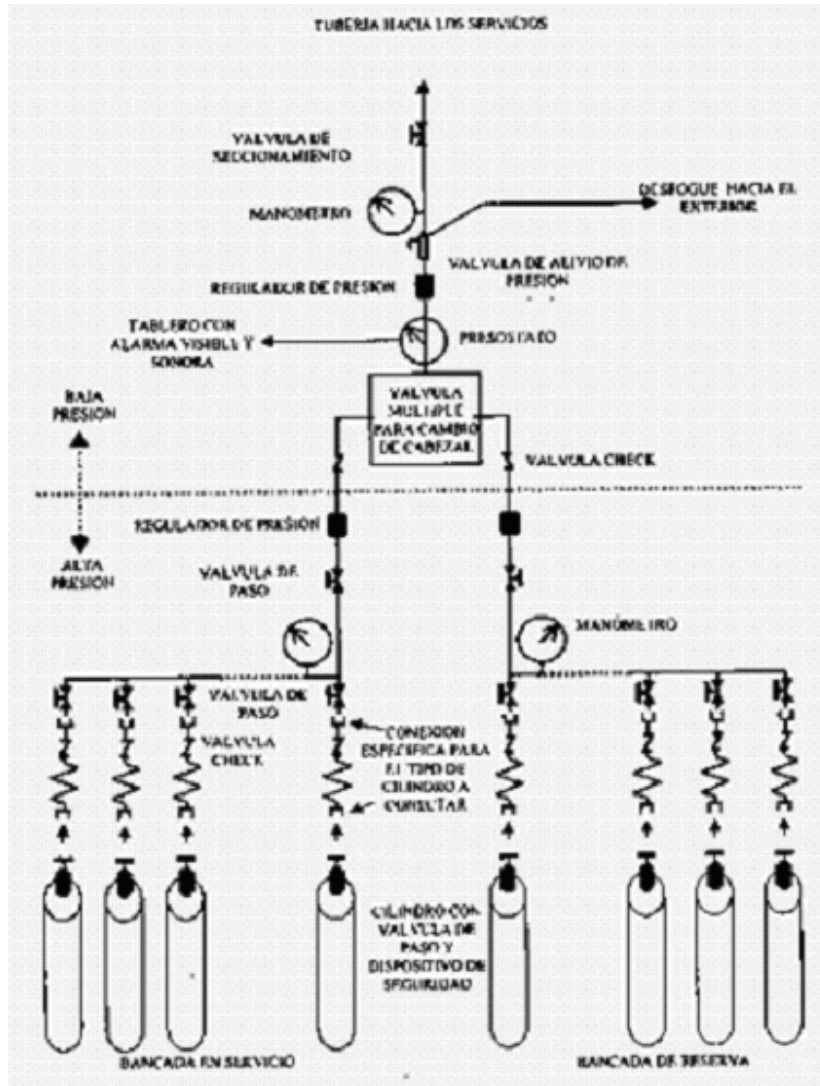 TUBERIA HACIA LOS SERVICIOS
VALVULA DE
SECCIONAMIENTO
MANOMETRO
DESFOGUE HACIA EL
EXTERIOR
VALVULA DE ALIVIO DE
PRESION
REGULADOR DE PRESION
TABLERO CON
ALARMA VISIBLE Y
SONORA
PRESOSTATO
BAJA
PRESION
VALVULA
MULTIPLE
PARA CAMBIO
DE CABEZAL
VALVULA CHECK
REGULADOR DE PRESIÓN
ALTA
PRESION
VALVULA DE
PASO
MANÓMETRO
VALVULA DE
PASO
VALVULA
CHECK
CONEXION
ESPECIFICA PARA
EL TIPO DE
CILINDRO A
CONECTAR
CILINDRO CON
VALVULA DE
PASO Y
DISPOSITIVO DE
SEGURIDAD
BANCADA EN SERVICIO
BANCADA DE RESERVA